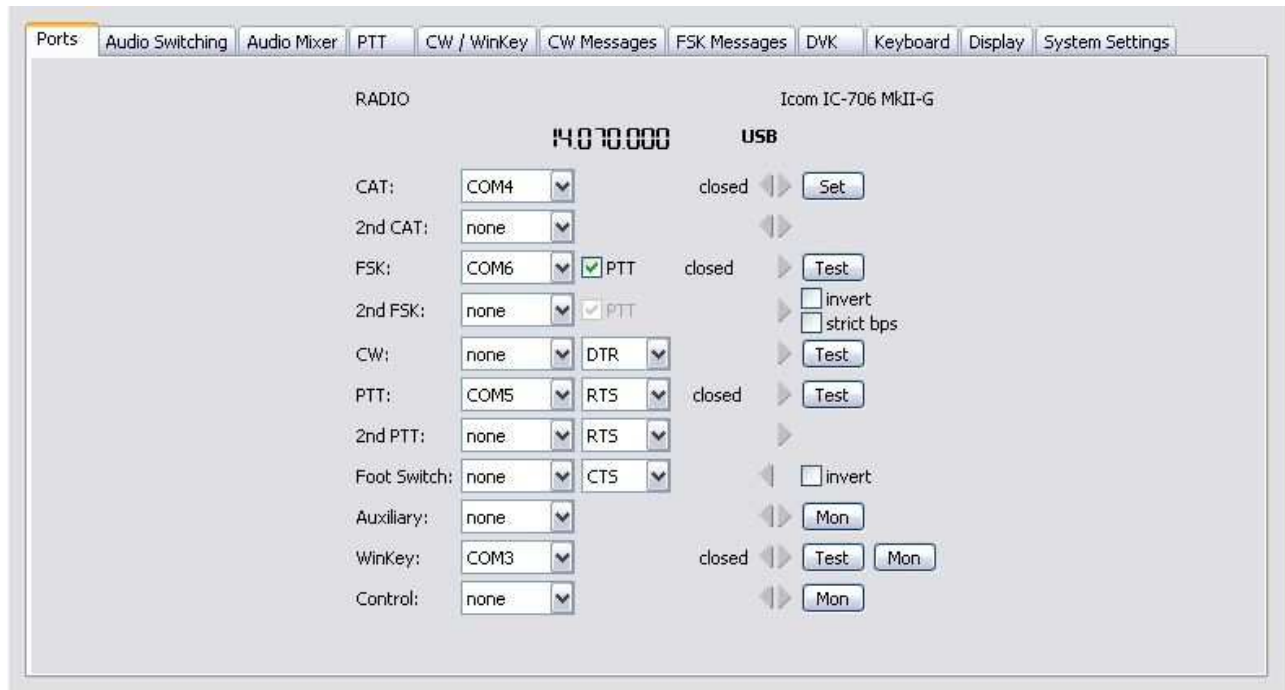 Ports Audio Switching Audio Mixer PTT CW / WinKey CW Messages FSK Messages DVK Keyboard Display System Settings
RADIO Icom IC-706 MkII-G
14.070.000 USB
CAT: COM4 closed Set
2nd CAT: none
FSK: COM6 PTT closed Test
2nd FSK: none PTT invert
strict bps
CW: none DTR Test
PTT: COM5 RTS closed Test
2nd PTT: none RTS
Foot Switch: none CTS invert
Auxiliary: none Mon
WinKey: COM3 closed Test Mon
Control: none Mon